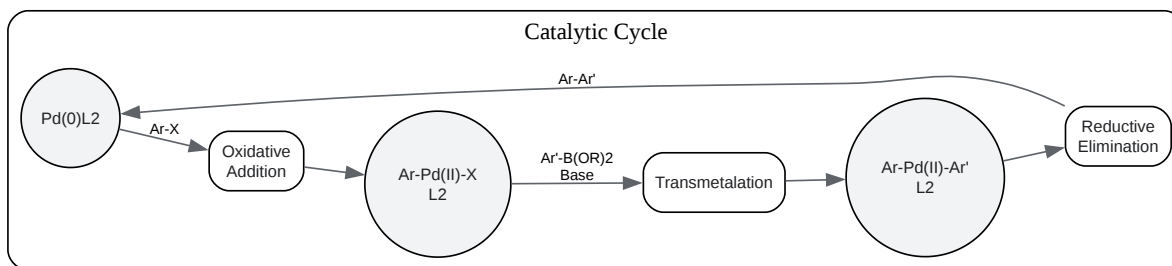 Catalytic Cycle
Ar-Ar'
Pd(0)L2
Ar-X
Oxidative
Addition
Ar-Pd(II)-X
L2
Ar'-B(OR)2
Base
Transmetalation
Ar-Pd(II)-Ar'
L2
Reductive
Elimination